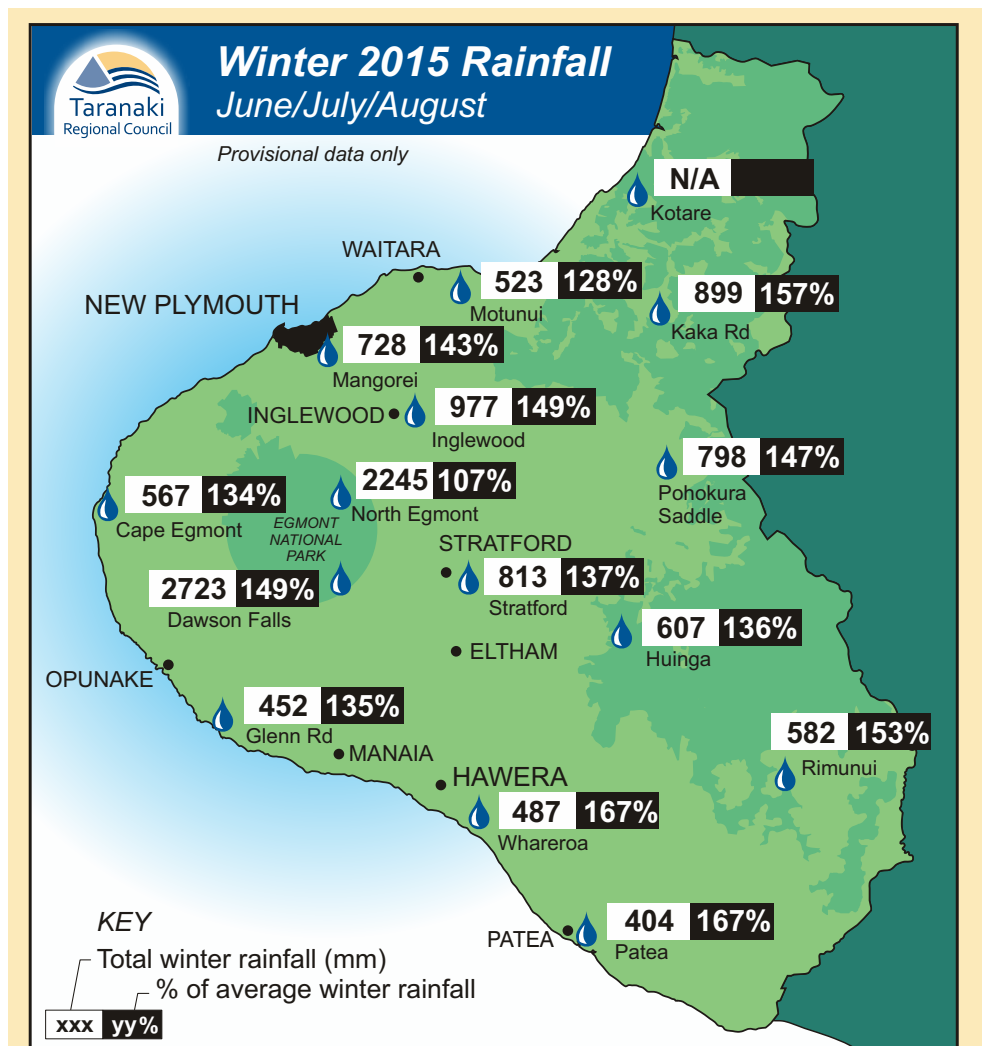 Taranaki
Regional Council
Winter 2015 Rainfall
June/July/August
Provisional data only
N/A
Kotare
WAITARA
523 128%
Motunui
899 157%
Kaka Rd
NEW PLYMOUTH
728 143%
Mangorei
INGLEWOOD
977 149%
Inglewood
798 147%
Pohokura
Saddle
2245 107%
North Egmont
567 134%
Cape Egmont
EGMONT
NATIONAL
PARK
STRATFORD
813 137%
Stratford
2723 149%
Dawson Falls
607 136%
Huinga
ELTHAM
OPUNAKE
452 135%
Glenn Rd
582 153%
Rimunui
MANAIA
HAWERA
487 167%
Whareroa
404 167%
Patea
PATEA
KEY
Total winter rainfall (mm)
% of average winter rainfall
xxx yy%